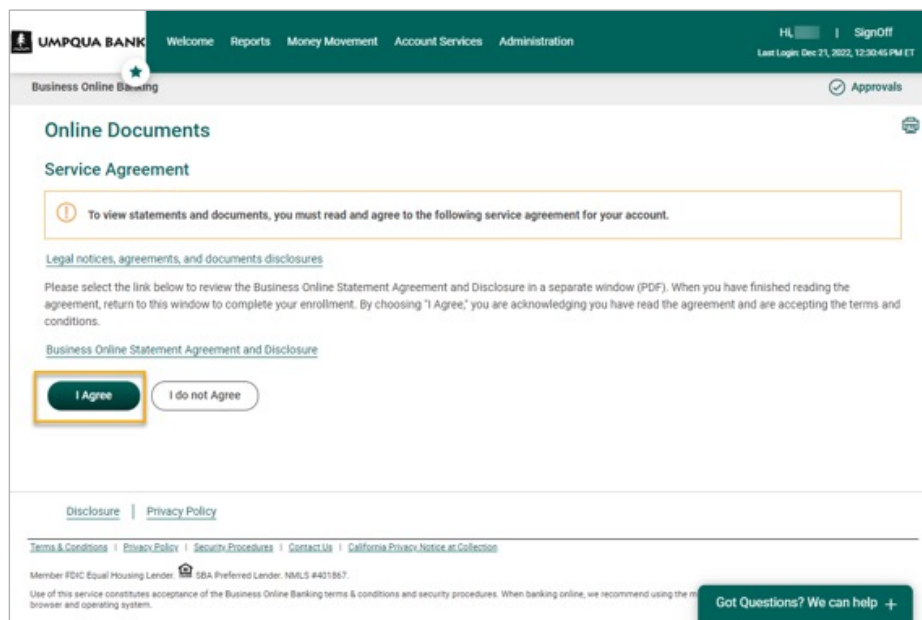 UMPQUA BANK Welcome Reports Money Movement Account Services Administration
Hi, | SignOff
Last Login: Dec 21, 2022, 12:30:45 PM ET
Business Online Banking Approvals
Online Documents
Service Agreement
To view statements and documents, you must read and agree to the following service agreement for your account.
Legal notices, agreements, and documents disclosures
Please select the link below to review the Business Online Statement Agreement and Disclosure in a separate window (PDF). When you have finished reading the
agreement, return to this window to complete your enrollment. By choosing "I Agree," you are acknowledging you have read the agreement and are accepting the terms and
conditions.
Business Online Statement Agreement and Disclosure
I Agree I do not Agree
Disclosure | Privacy Policy
Terms & Conditions | Privacy Policy | Security Procedures | Contact Us | California Privacy Notice at Collection
Member FDIC Equal Housing Lender. SBA Preferred Lender. NMLS #401867.
Use of this service constitutes acceptance of the Business Online Banking terms & conditions and security procedures. When banking online, we recommend using the
browser and operating system.
Got Questions? We can help +